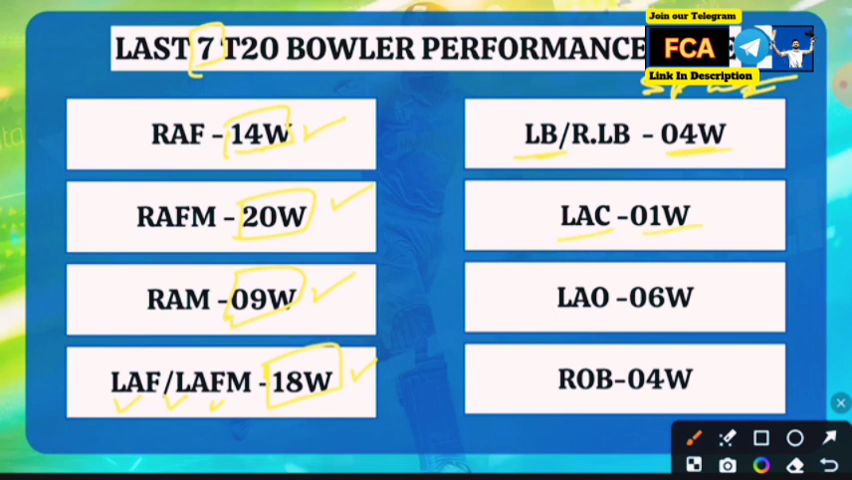 Join our Telegram
FCA
Link In Description
LAST 7 T20 BOWLER PERFORMANCE
RAF - 14W
RAFM - 20W
RAM -09W
LAF/LAFM -18W
LB/R.LB - 04W
LAC -01W
LAO -06W
ROB-04W